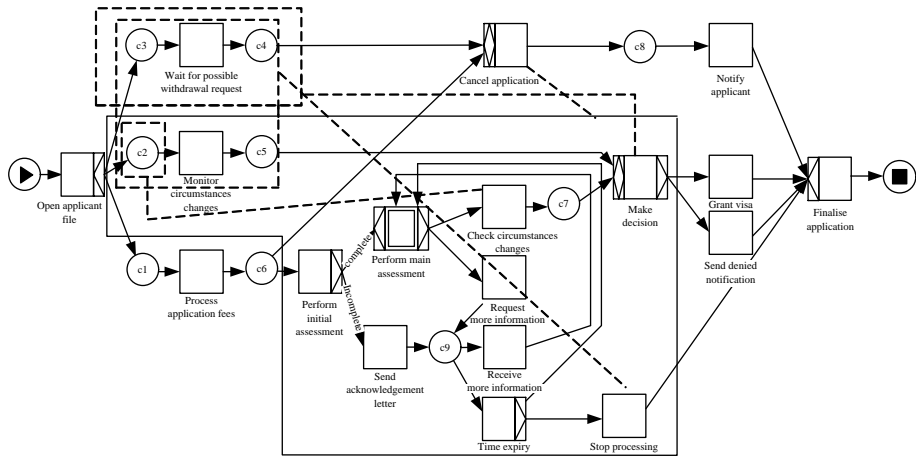 c3
c4
Wait for possible
withdrawal request
Cancel application
c8
Notify
applicant
c2
c5
Monitor
circumstances
changes
Open applicant
file
c7
Check circumstances
changes
Make
decision
Grant visa
Finalise
application
complete
Perform main
assessment
c1
c6
Process
application fees
Perform
initial
assessment
Incomplete
Send denied
notification
Request
more information
c9
Send
acknowledgement
letter
Receive
more information
Time expiry
Stop processing